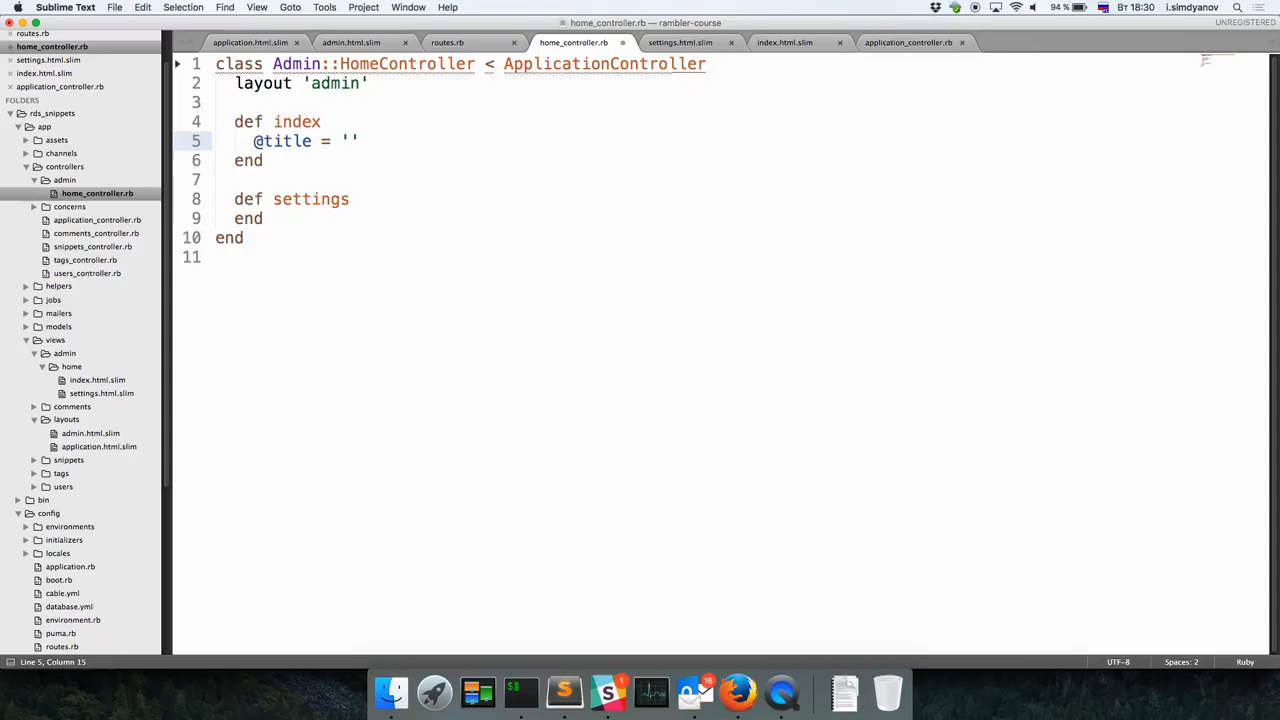 Sublime Text File Edit Selection Find View Goto Tools Project Window Help
94 % Вт 18:30 i.simdyanov
home_controller.rb — rambler-course
UNREGISTERED
application.html.slim admin.html.slim routes.rb home_controller.rb settings.html.slim index.html.slim application_controller.rb
routes.rb
home_controller.rb
settings.html.slim
index.html.slim
application_controller.rb
FOLDERS
rds_snippets
app
assets
channels
controllers
admin
home_controller.rb
concerns
application_controller.rb
comments_controller.rb
snippets_controller.rb
tags_controller.rb
users_controller.rb
helpers
jobs
mailers
models
views
admin
home
index.html.slim
settings.html.slim
comments
layouts
admin.html.slim
application.html.slim
snippets
tags
users
bin
config
environments
initializers
locales
application.rb
boot.rb
cable.yml
database.yml
environment.rb
puma.rb
routes.rb
1 class Admin::HomeController < ApplicationController
2 layout 'admin'
3
4 def index
5 @title = ''
6 end
7
8 def settings
9 end
10 end
11
Line 5, Column 15
UTF-8 Spaces: 2 Ruby
1
16